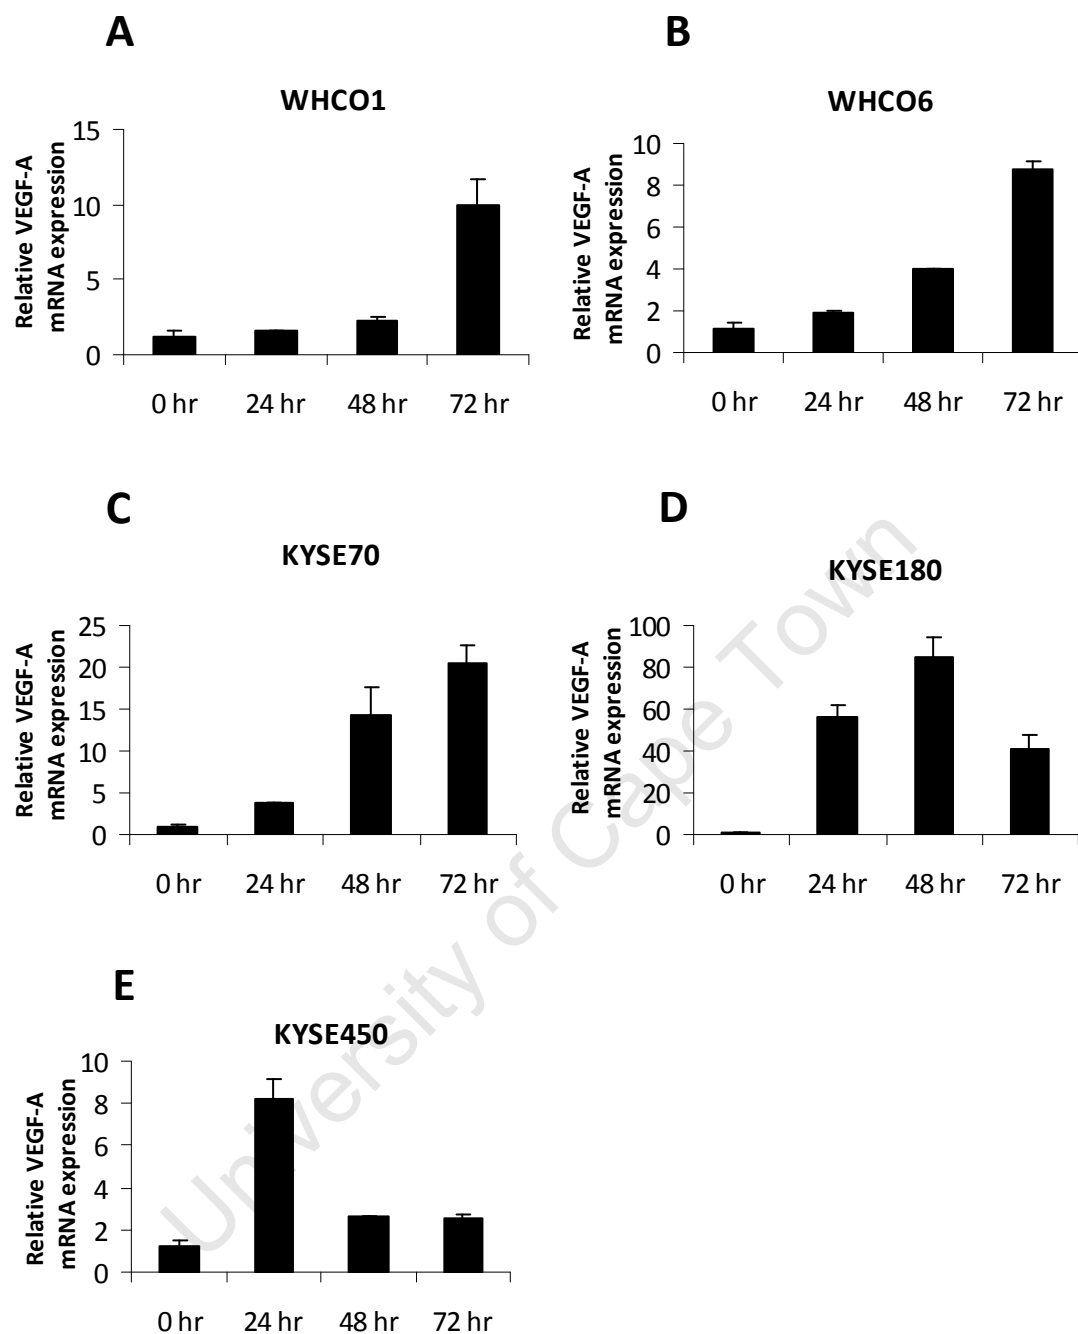 A
WHCO1
Relative VEGF-A
mRNA expression
15
10
5
0
0 hr 24 hr 48 hr 72 hr
B
WHCO6
Relative VEGF-A
mRNA expression
10
8
6
4
2
0
0 hr 24 hr 48 hr 72 hr
C
KYSE70
Relative VEGF-A
mRNA expression
25
20
15
10
5
0
0 hr 24 hr 48 hr 72 hr
D
KYSE180
Relative VEGF-A
mRNA expression
100
80
60
40
20
0
0 hr 24 hr 48 hr 72 hr
E
KYSE450
Relative VEGF-A
mRNA expression
10
8
6
4
2
0
0 hr 24 hr 48 hr 72 hr
University of Cape Town